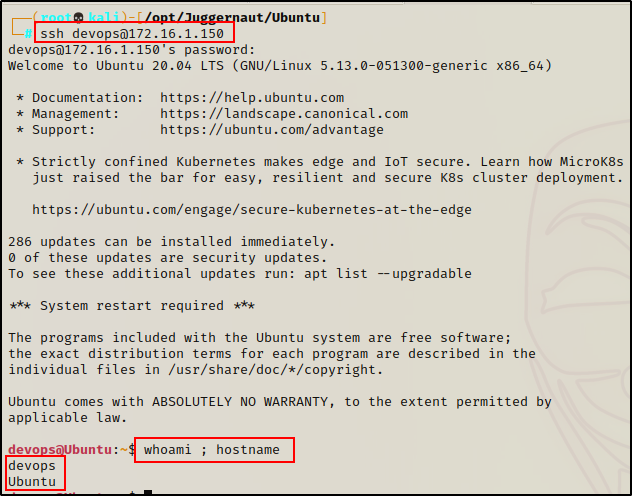 (root💀kali)-[/opt/Juggernaut/Ubuntu]
# ssh devops@172.16.1.150
devops@172.16.1.150's password:
Welcome to Ubuntu 20.04 LTS (GNU/Linux 5.13.0-051300-generic x86_64)
* Documentation:  https://help.ubuntu.com
* Management:     https://landscape.canonical.com
* Support:        https://ubuntu.com/advantage
* Strictly confined Kubernetes makes edge and IoT secure. Learn how MicroK8s
just raised the bar for easy, resilient and secure K8s cluster deployment.
https://ubuntu.com/engage/secure-kubernetes-at-the-edge
286 updates can be installed immediately.
0 of these updates are security updates.
To see these additional updates run: apt list --upgradable
*** System restart required ***
The programs included with the Ubuntu system are free software;
the exact distribution terms for each program are described in the
individual files in /usr/share/doc/*/copyright.
Ubuntu comes with ABSOLUTELY NO WARRANTY, to the extent permitted by
applicable law.
devops@Ubuntu:~$ whoami ; hostname
devops
Ubuntu